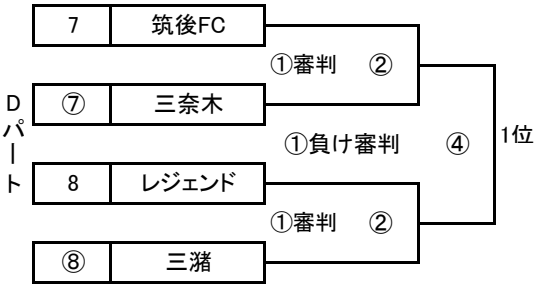 7 筑後FC
①審判 ②
⑦ 三奈木
Dパート
①負け審判 ④ 1位
8 レジェンド
①審判 ②
⑧ 三潴